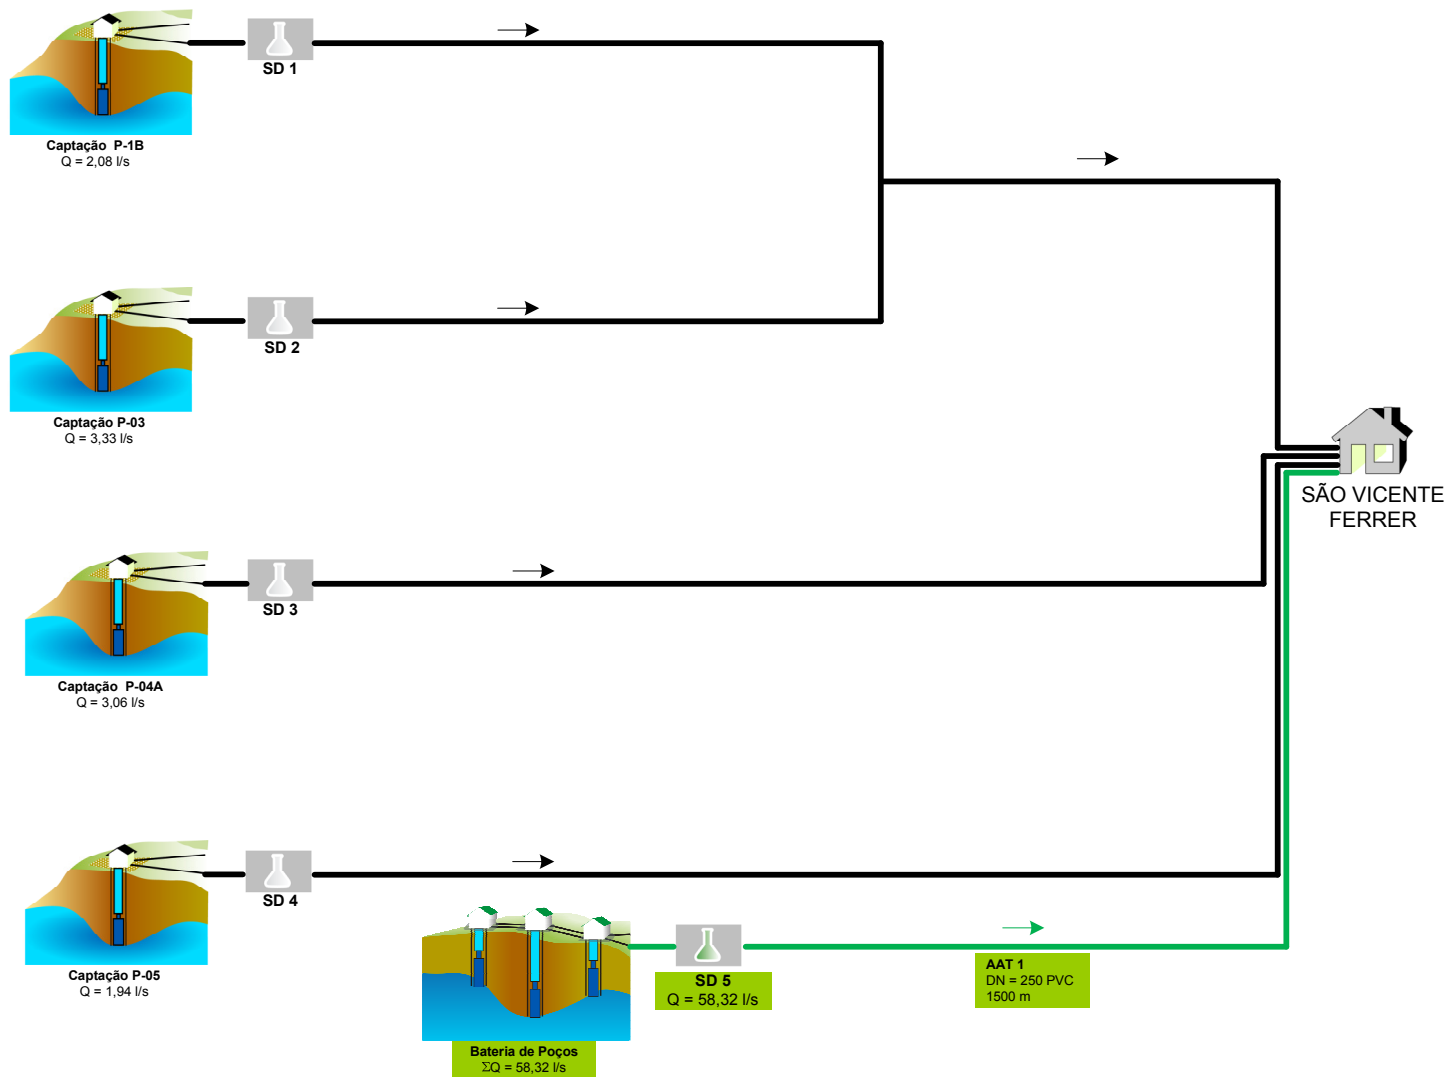 SD 1
Captação P-1B
Q = 2,08 l/s
SD 2
Captação P-03
Q = 3,33 l/s
SÃO VICENTE
FERRER
SD 3
Captação P-04A
Q = 3,06 l/s
SD 4
Captação P-05
Q = 1,94 l/s
SD 5
Q = 58,32 l/s
AAT 1
DN = 250 PVC
1500 m
Bateria de Poços
ΣQ = 58,32 l/s